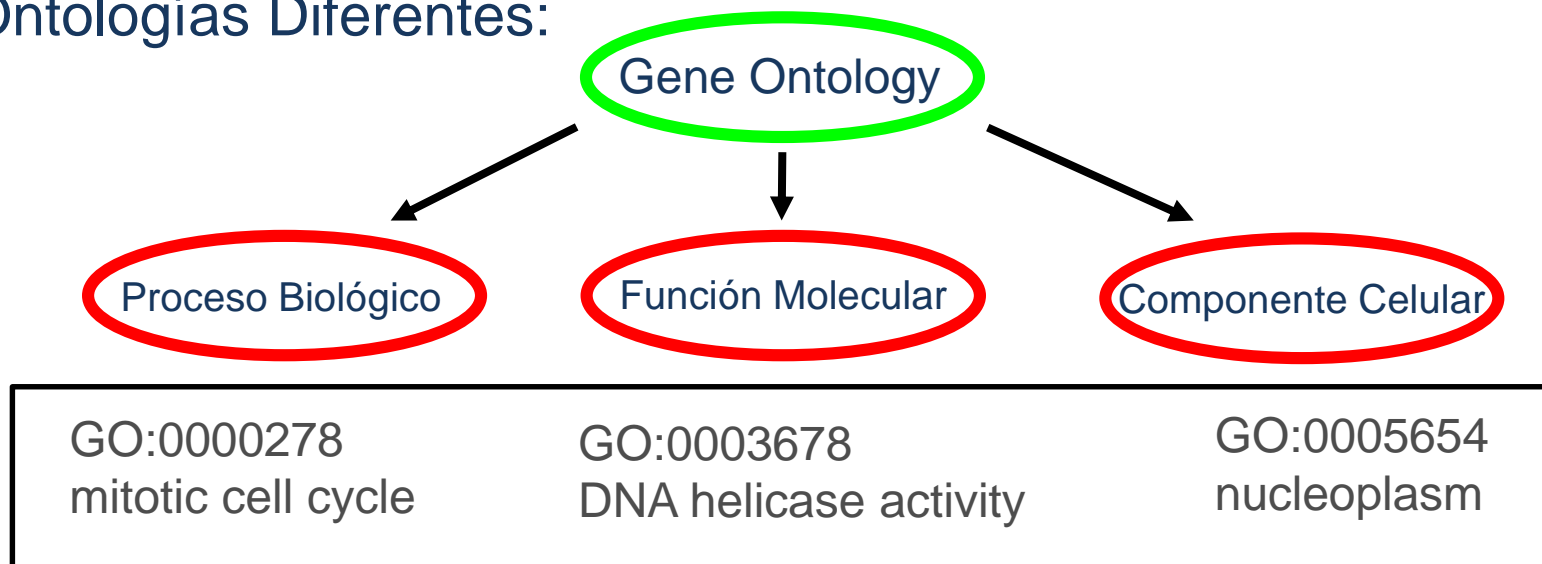 Ontologías Diferentes:
Gene Ontology
Proceso Biológico
Función Molecular
Componente Celular
GO:0000278
mitotic cell cycle
GO:0003678
DNA helicase activity
GO:0005654
nucleoplasm